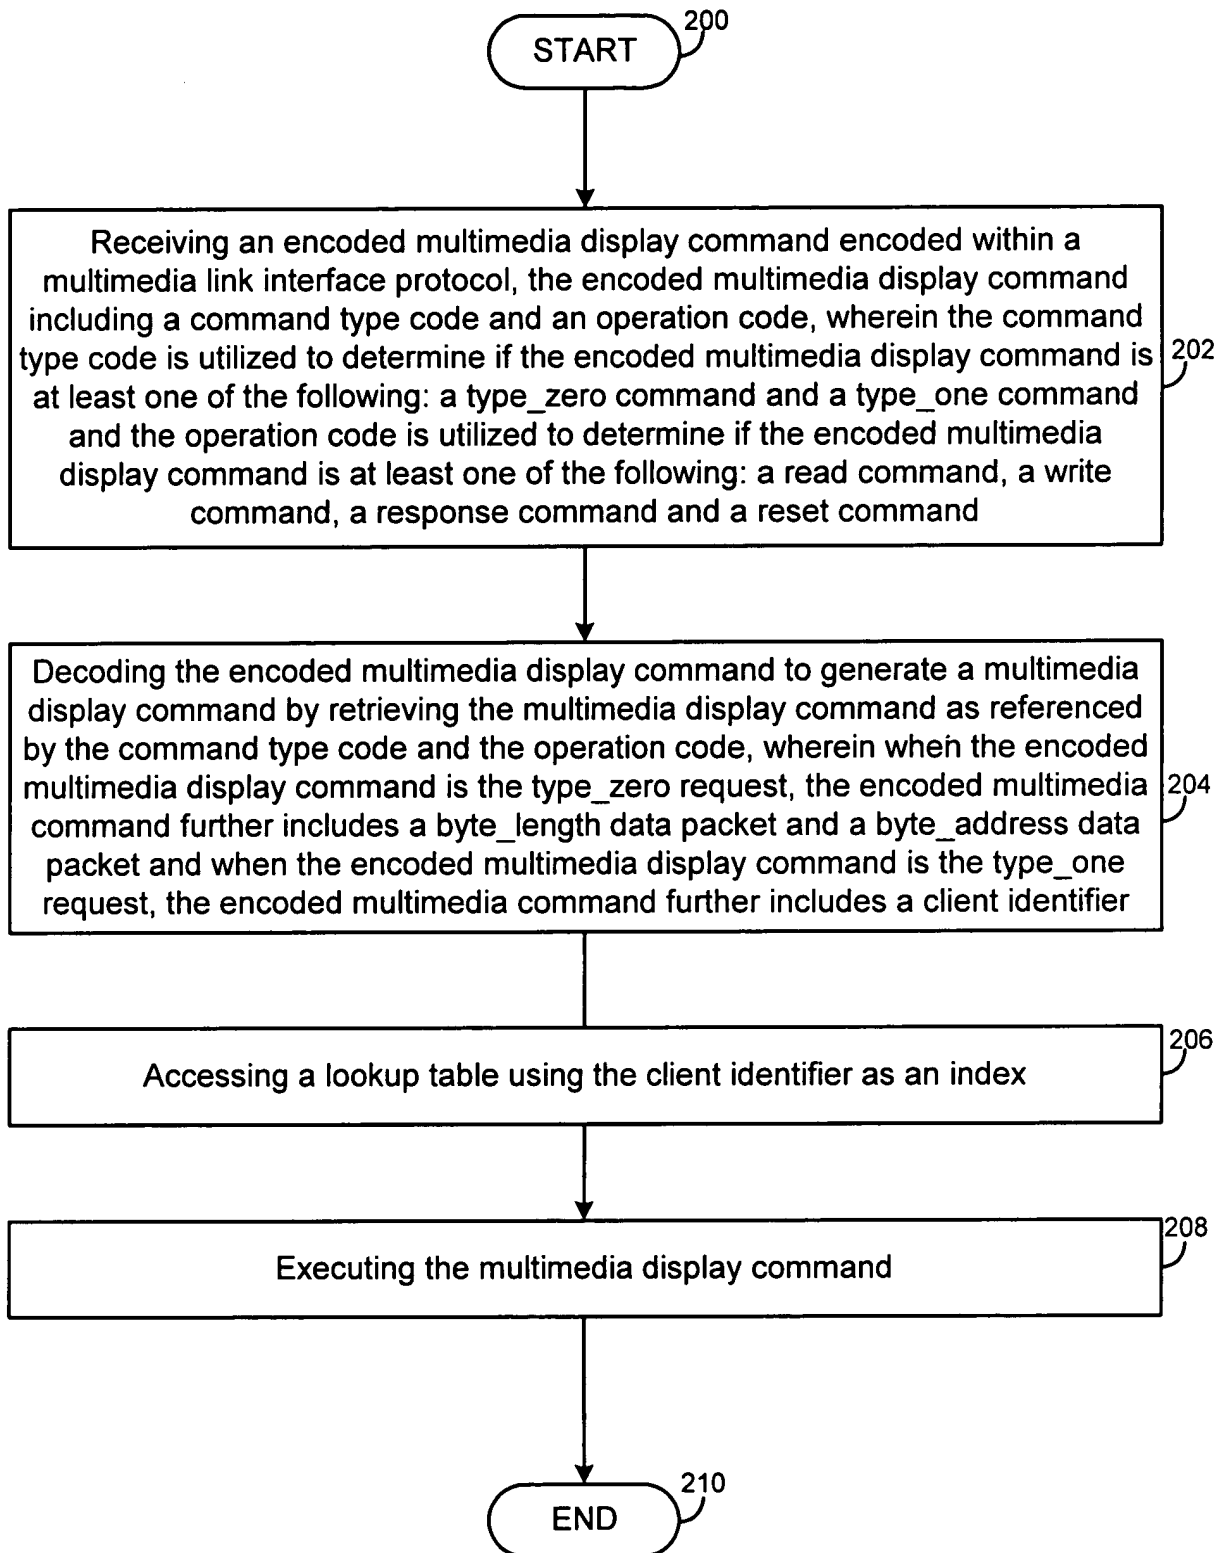 START
200
Receiving an encoded multimedia display command encoded within a
multimedia link interface protocol, the encoded multimedia display command
including a command type code and an operation code, wherein the command
type code is utilized to determine if the encoded multimedia display command is
at least one of the following: a type_zero command and a type_one command
and the operation code is utilized to determine if the encoded multimedia
display command is at least one of the following: a read command, a write
command, a response command and a reset command
202
Decoding the encoded multimedia display command to generate a multimedia
display command by retrieving the multimedia display command as referenced
by the command type code and the operation code, wherein when the encoded
multimedia display command is the type_zero request, the encoded multimedia
command further includes a byte_length data packet and a byte_address data
packet and when the encoded multimedia display command is the type_one
request, the encoded multimedia command further includes a client identifier
204
Accessing a lookup table using the client identifier as an index
206
Executing the multimedia display command
208
END
210